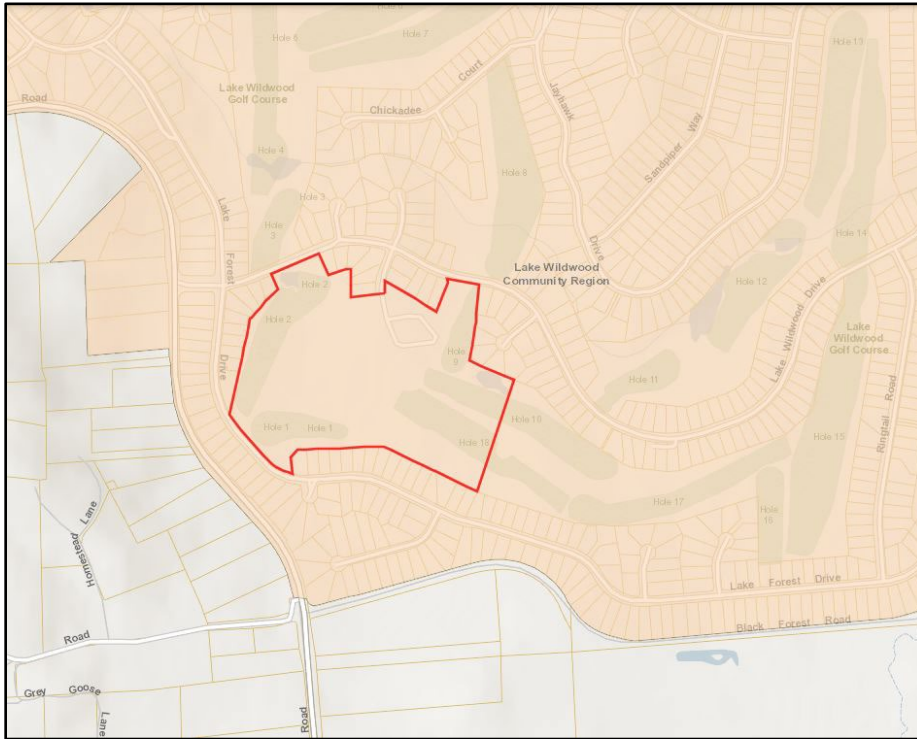 Hole 6
Hole 7
Hole 13
Lake Wildwood
Golf Course
Court
Chickadee
Jayhawk
Sandpiper Way
Road
Hole 4
Hole 8
Lake
Forest
Drive
Hole 3
Hole
3
Drive
Hole 14
Lake Wildwood
Community Region
Hole 2
Hole 12
Hole 2
Lake Wildwood Drive
Lake
Wildwood
Golf Course
Hole
9
Hole 11
Ringtail Road
Hole 1
Hole 1
Hole 10
Hole 18
Hole 15
Hole 17
Hole
16
Homestead Lane
Lake Forest Drive
Black Forest Road
Road
Grey Goose
Lane
Road